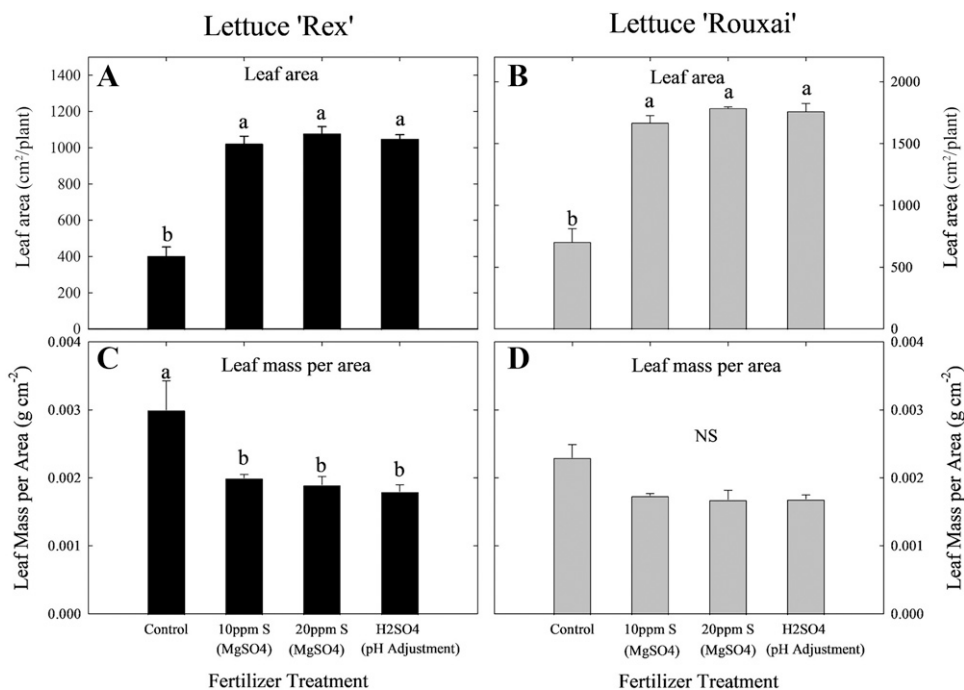 Lettuce 'Rex'
Lettuce 'Rouxai'
A
Leaf area
1400
1200
1000
800
600
400
200
0
Leaf area (cm²/plant)
b
a
a
a
B
Leaf area
2000
1500
1000
500
0
Leaf area (cm²/plant)
b
a
a
a
C
Leaf mass per area
0.004
0.003
0.002
0.001
0.000
Leaf Mass per Area (g cm⁻²)
a
b
b
b
Control
10ppm S
(MgSO4)
20ppm S
(MgSO4)
H2SO4
(pH Adjustment)
Fertilizer Treatment
D
Leaf mass per area
NS
0.004
0.003
0.002
0.001
0.000
Leaf Mass per Area (g cm⁻²)
Control
10ppm S
(MgSO4)
20ppm S
(MgSO4)
H2SO4
(pH Adjustment)
Fertilizer Treatment